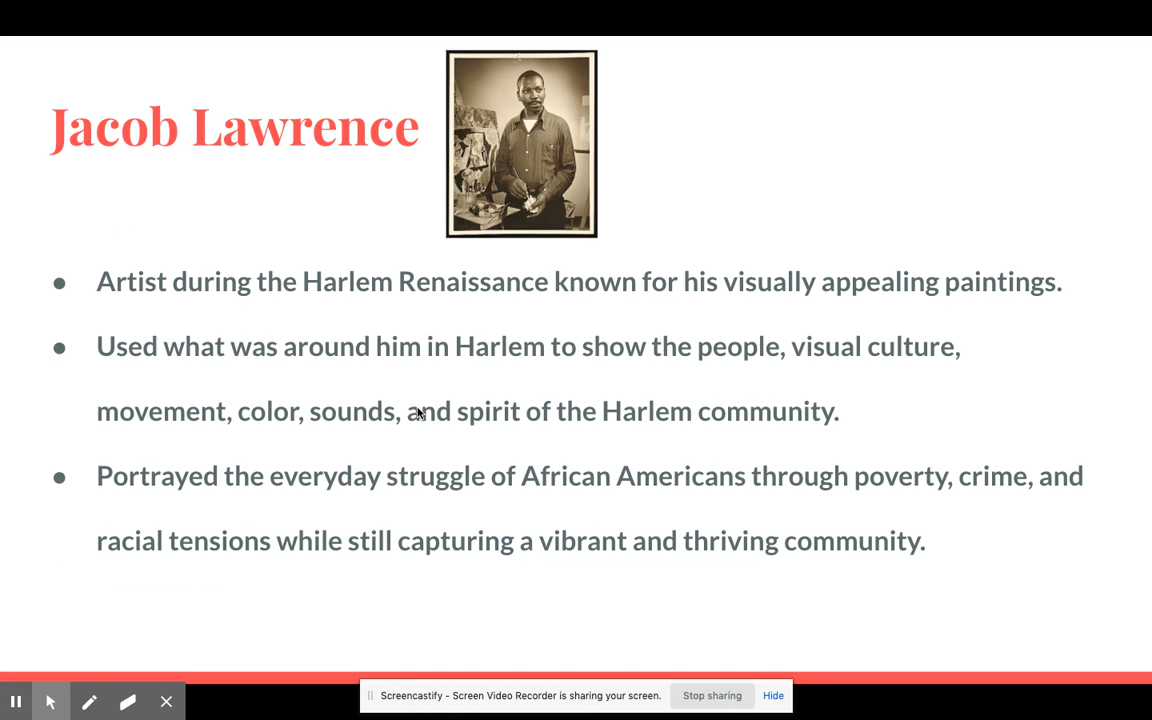 Jacob Lawrence
● Artist during the Harlem Renaissance known for his visually appealing paintings.
● Used what was around him in Harlem to show the people, visual culture,
movement, color, sounds, and spirit of the Harlem community.
● Portrayed the everyday struggle of African Americans through poverty, crime, and
racial tensions while still capturing a vibrant and thriving community.
Screencastify - Screen Video Recorder is sharing your screen. Stop sharing Hide